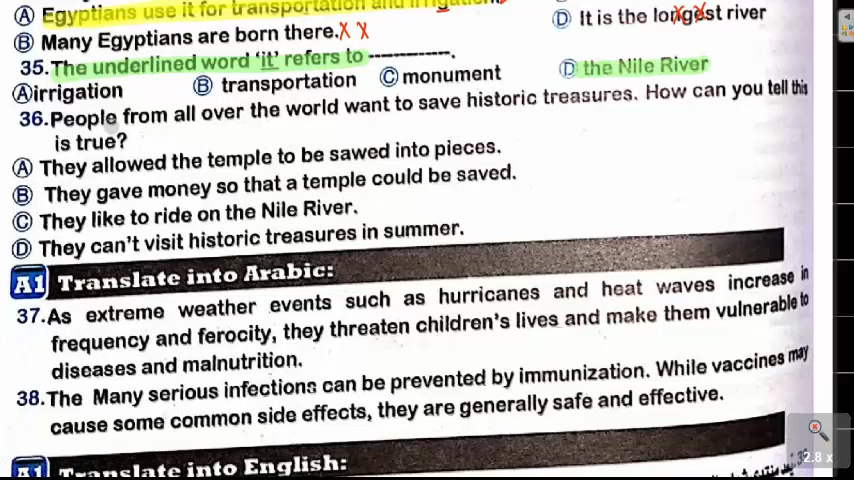 Ⓐ Egyptians use it for transportation and irrigation.
Ⓓ It is the longest river
Ⓑ Many Egyptians are born there.
35.The underlined word 'it' refers to -----------.
Ⓐirrigation Ⓑ transportation Ⓒ monument Ⓓ the Nile River
36.People from all over the world want to save historic treasures. How can you tell this
is true?
Ⓐ They allowed the temple to be sawed into pieces.
Ⓑ They gave money so that a temple could be saved.
Ⓒ They like to ride on the Nile River.
Ⓓ They can't visit historic treasures in summer.
A1 Translate into Arabic:
37.As extreme weather events such as hurricanes and heat waves increase in
frequency and ferocity, they threaten children's lives and make them vulnerable to
diseases and malnutrition.
38.The Many serious infections can be prevented by immunization. While vaccines may
cause some common side effects, they are generally safe and effective.
A1 Translate into English:
2.8 x